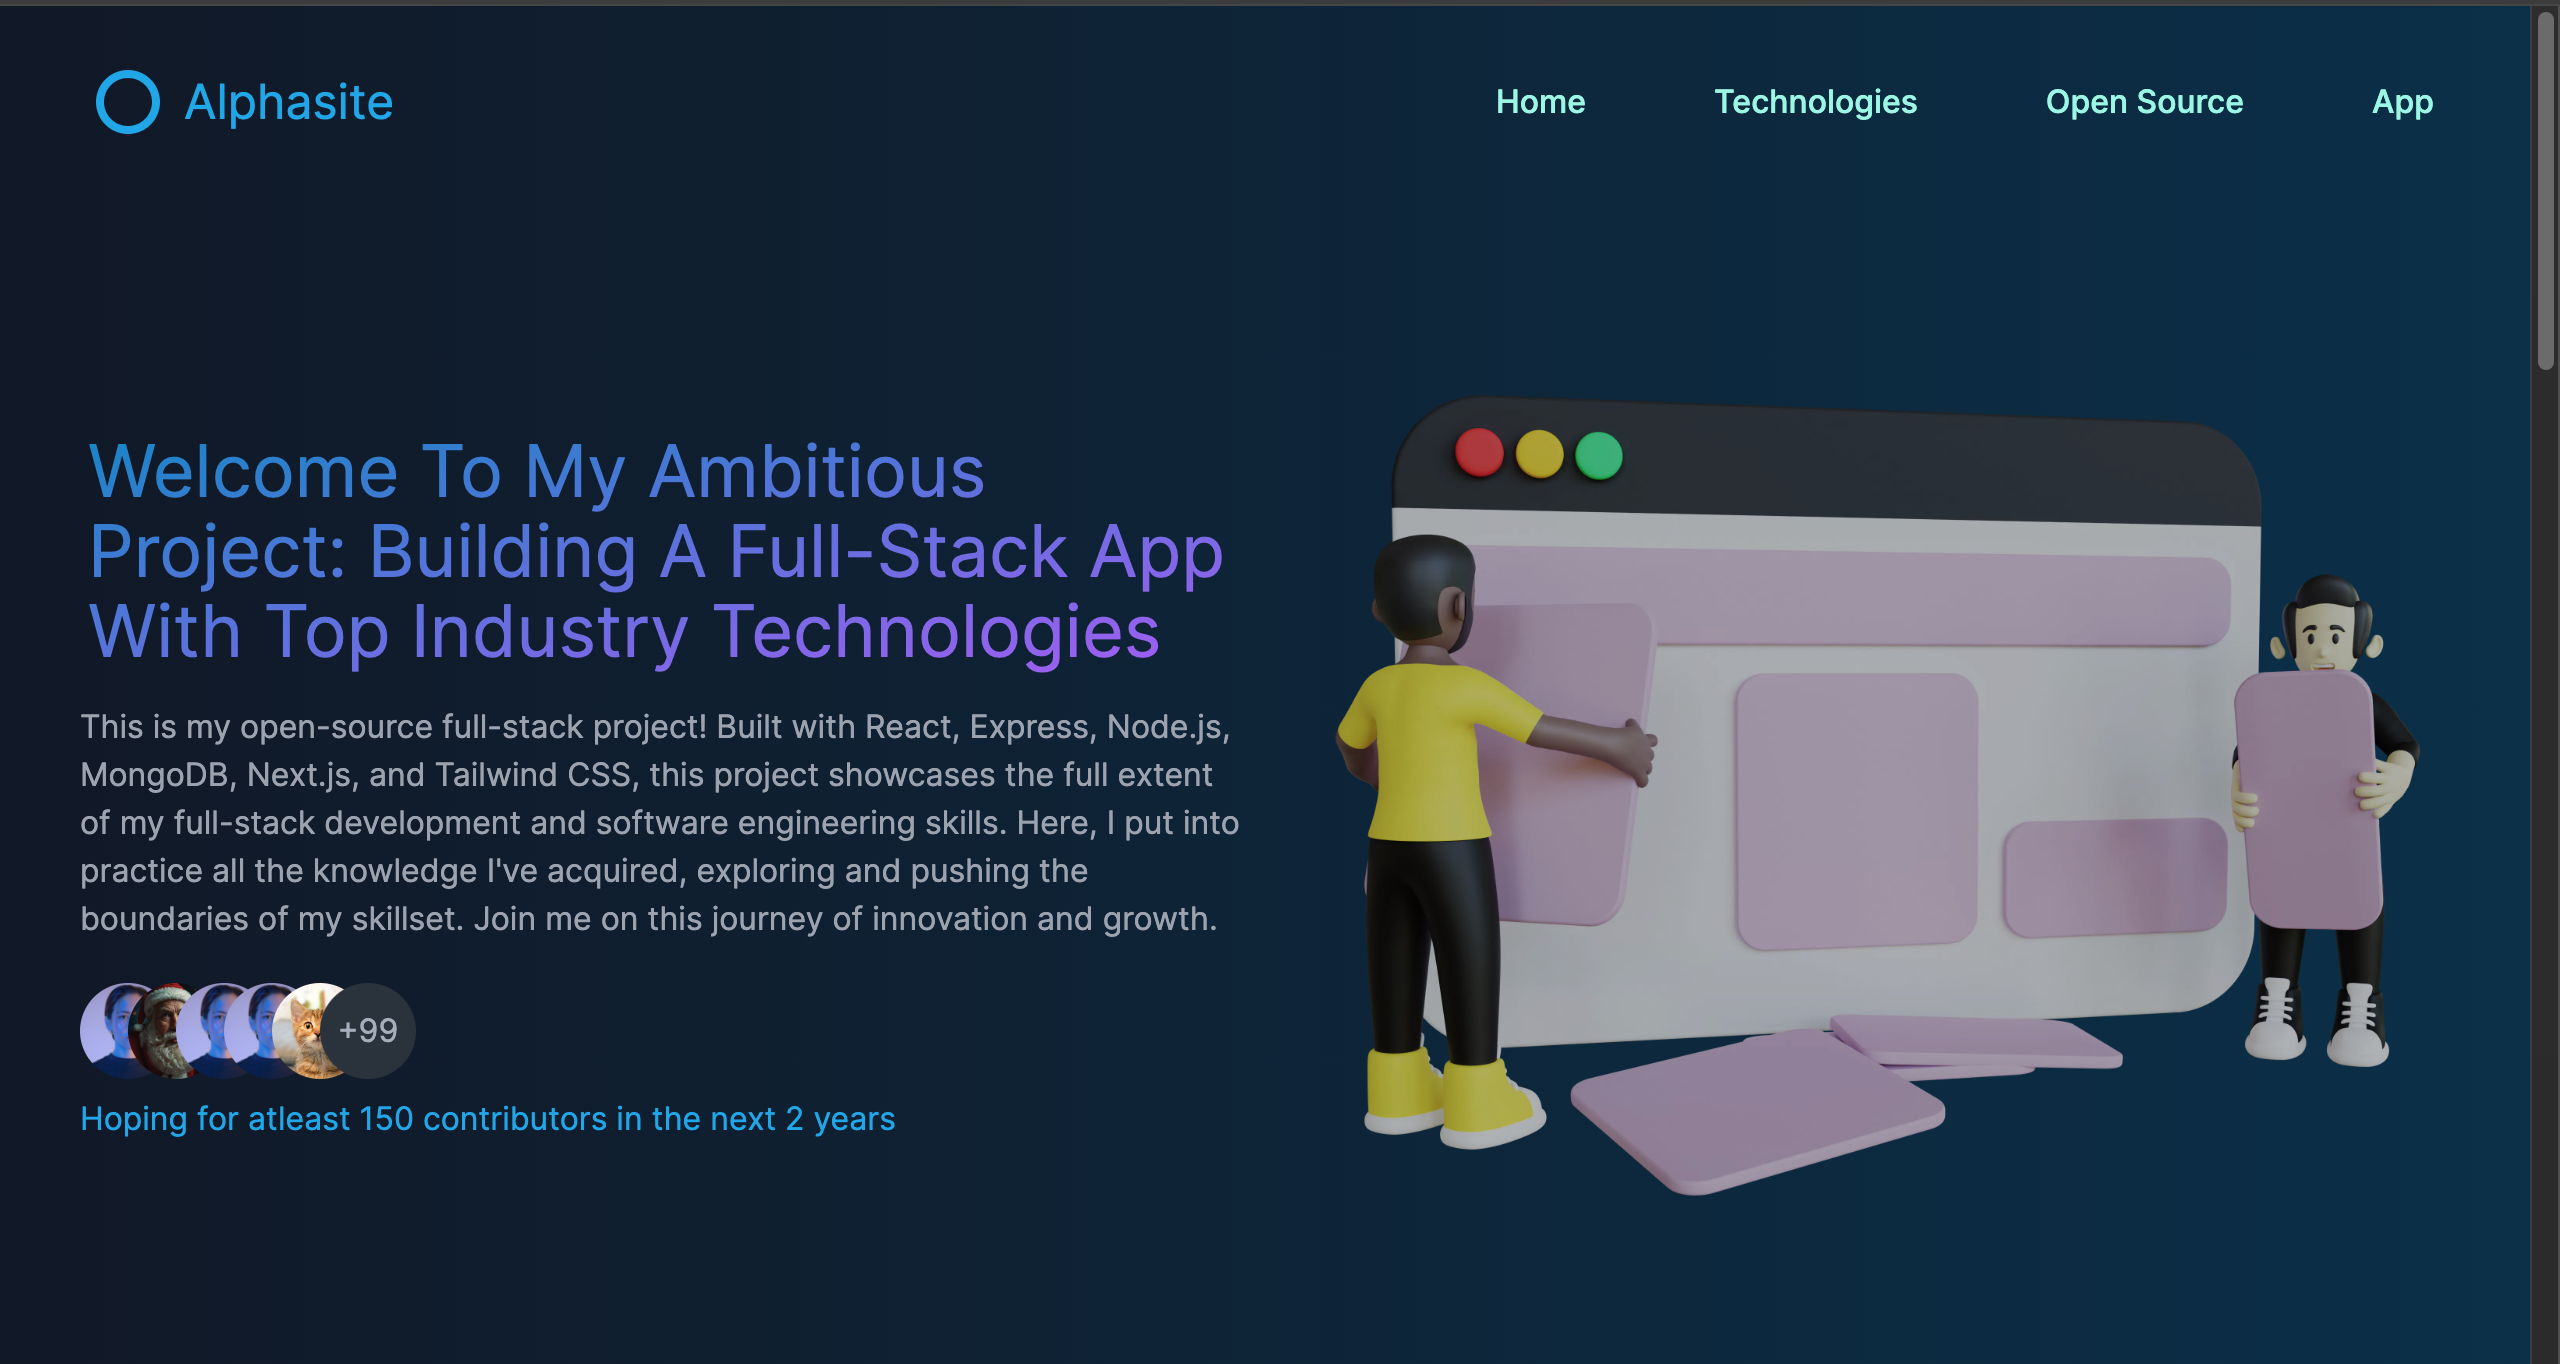 Alphasite
Home
Technologies
Open Source
App
Welcome To My Ambitious
Project: Building A Full-Stack App
With Top Industry Technologies
This is my open-source full-stack project! Built with React, Express, Node.js,
MongoDB, Next.js, and Tailwind CSS, this project showcases the full extent
of my full-stack development and software engineering skills. Here, I put into
practice all the knowledge I've acquired, exploring and pushing the
boundaries of my skillset. Join me on this journey of innovation and growth.
+99
Hoping for atleast 150 contributors in the next 2 years